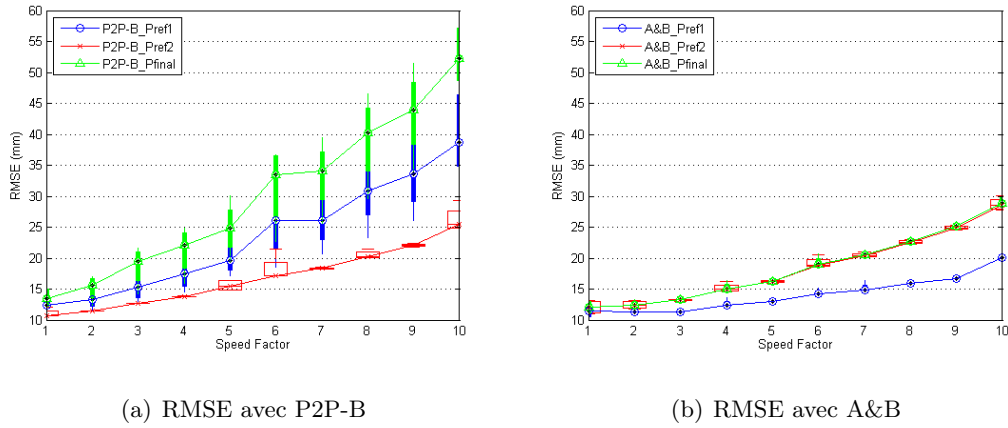 60
55
50
45
40
35
30
25
20
15
10
RMSE (mm)
P2P-B_Pref1
P2P-B_Pref2
P2P-B_Pfinal
1 2 3 4 5 6 7 8 9 10
Speed Factor
(a) RMSE avec P2P-B
60
55
50
45
40
35
30
25
20
15
10
RMSE (mm)
A&B_Pref1
A&B_Pref2
A&B_Pfinal
1 2 3 4 5 6 7 8 9 10
Speed Factor
(b) RMSE avec A&B